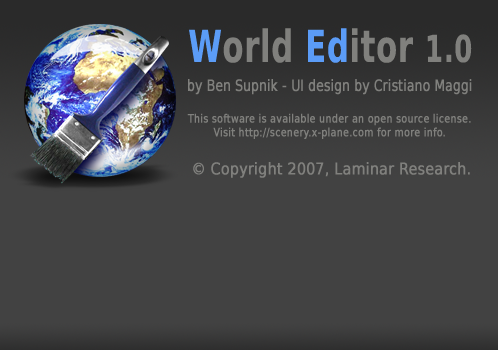 World Editor 1.0
by Ben Supnik - UI design by Cristiano Maggi
This software is available under an open source license.
Visit http://scenery.x-plane.com for more info.
© Copyright 2007, Laminar Research.